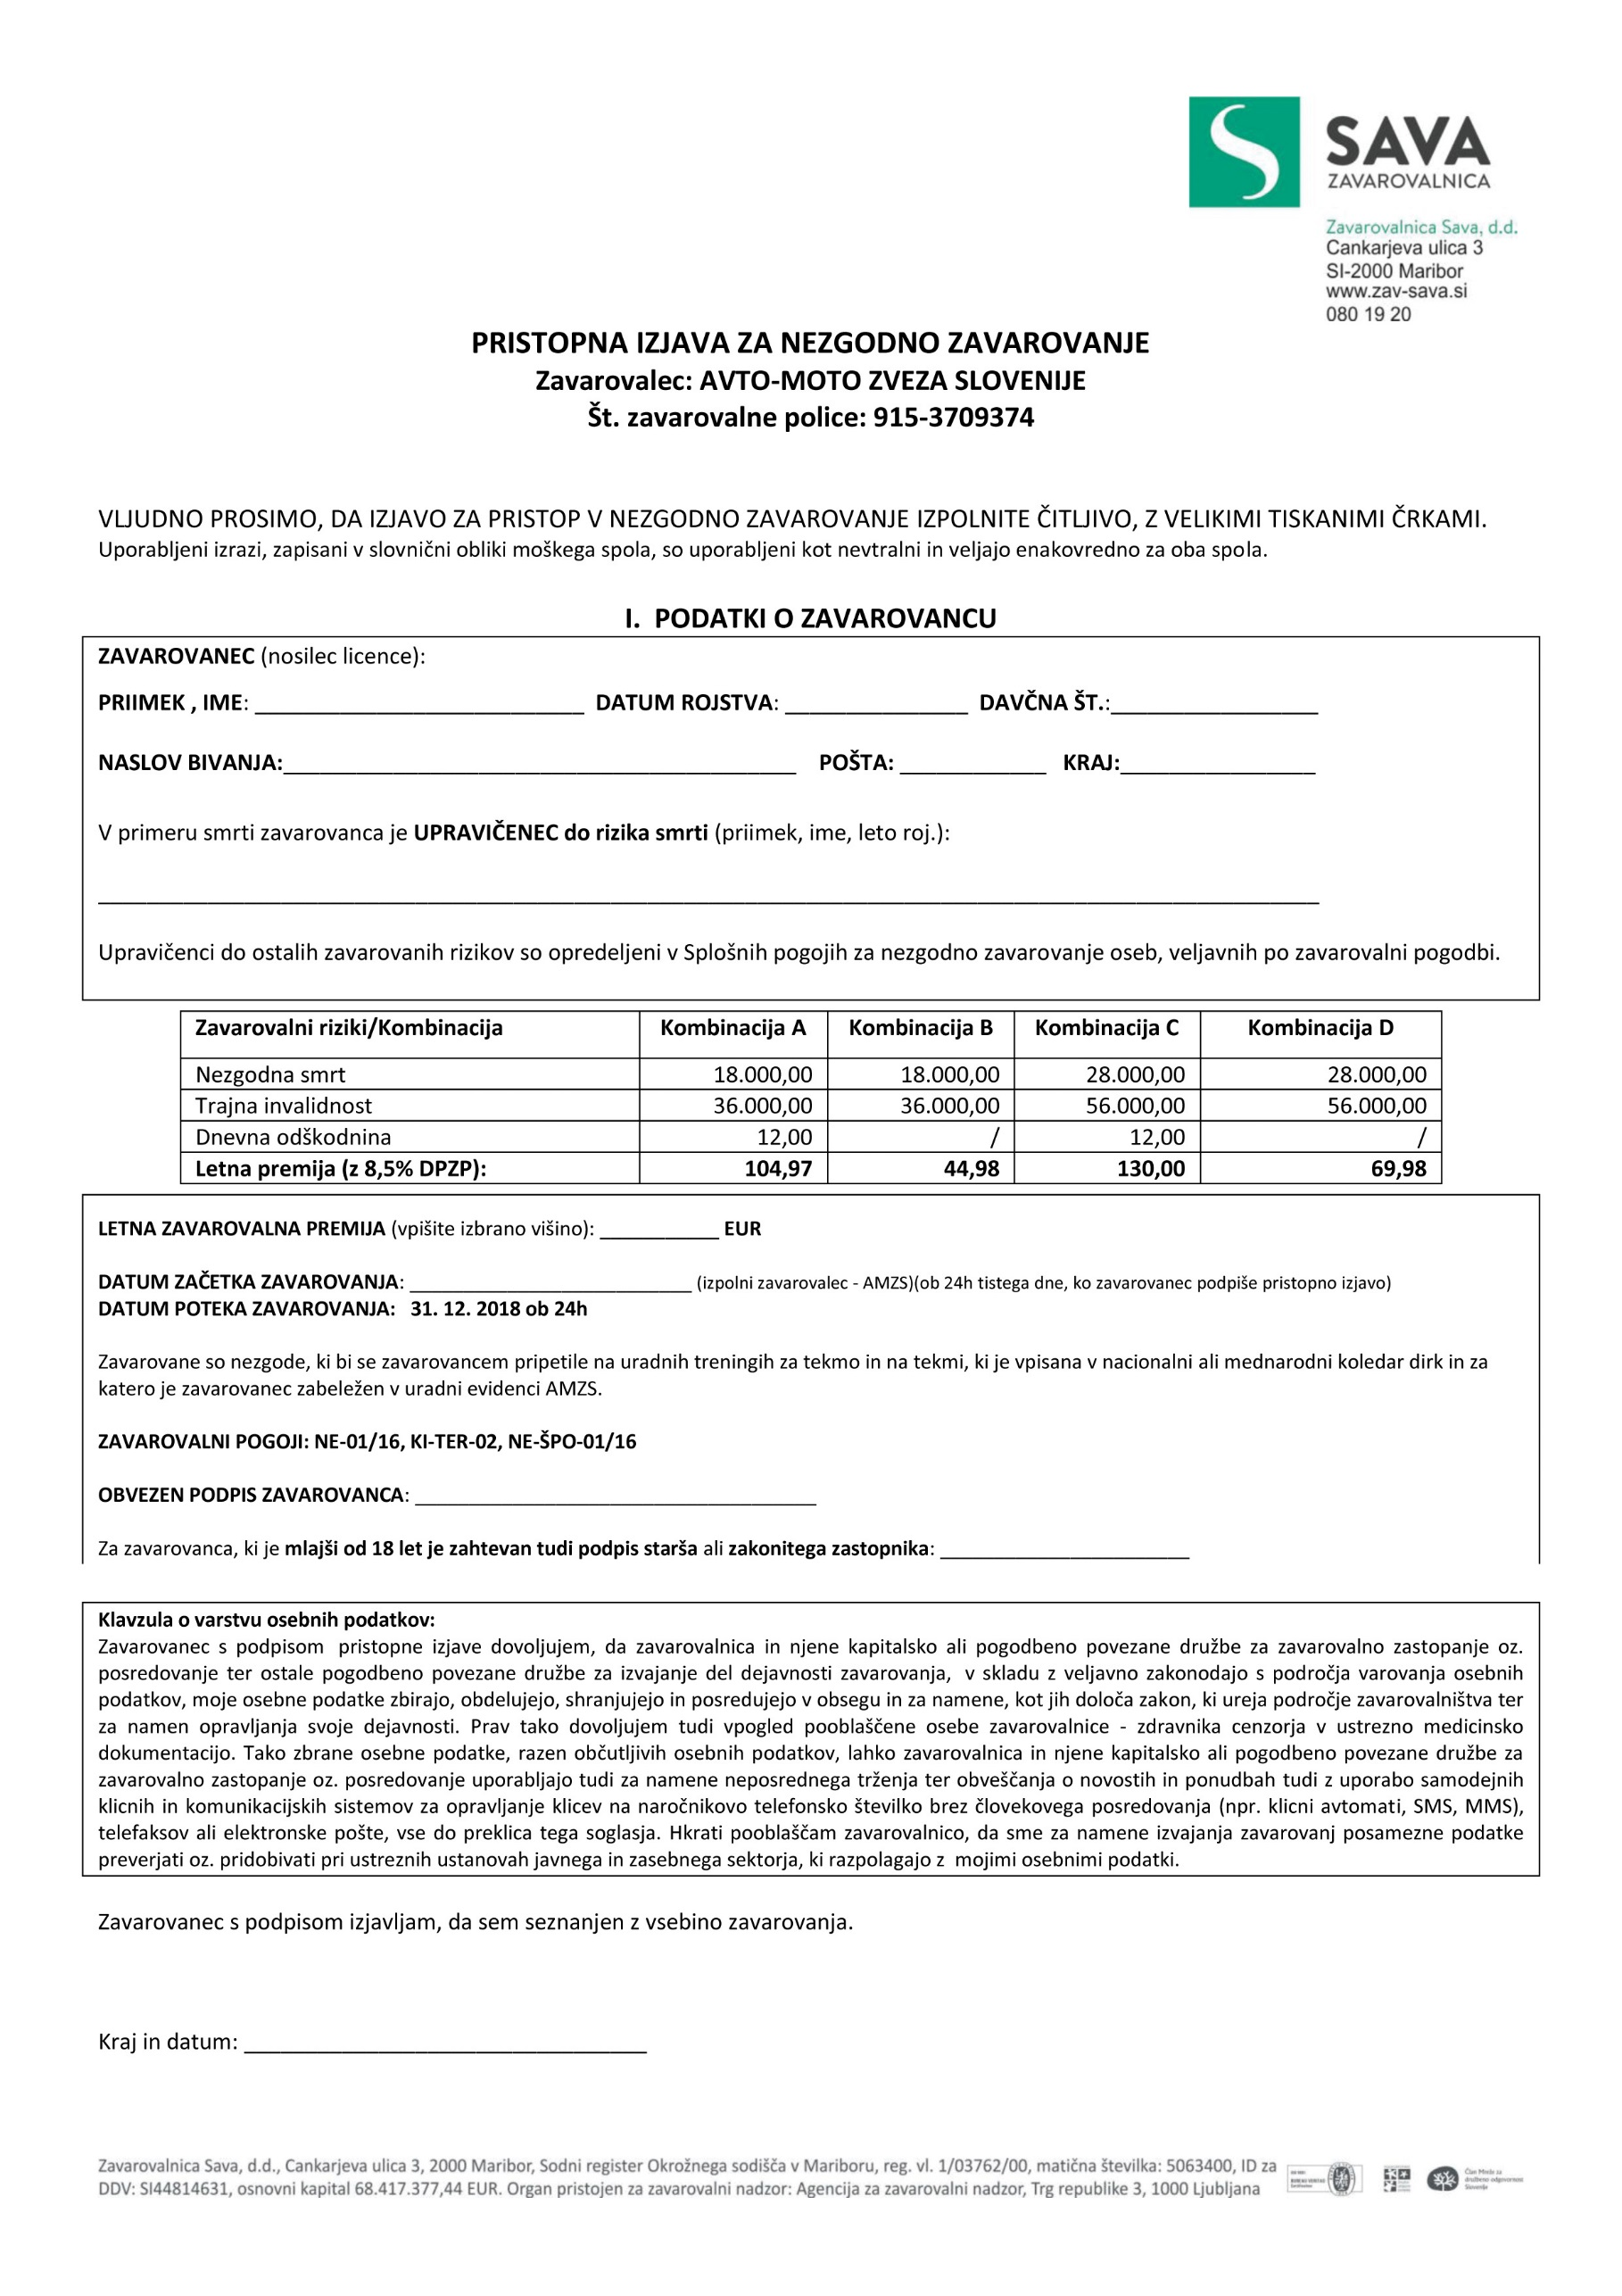 SAVA
ZAVAROVALNICA
Zavarovalnica Sava, d.d.
Cankarjeva ulica 3
SI-2000 Maribor
www.zav-sava.si
080 19 20
PRISTOPNA IZJAVA ZA NEZGODNO ZAVAROVANJE
Zavarovalec: AVTO-MOTO ZVEZA SLOVENIJE
Št. zavarovalne police: 915-3709374
VLJUDNO PROSIMO, DA IZJAVO ZA PRISTOP V NEZGODNO ZAVAROVANJE IZPOLNITE ČITLJIVO, Z VELIKIMI TISKANIMI ČRKAMI.
Uporabljeni izrazi, zapisani v slovnični obliki moškega spola, so uporabljeni kot nevtralni in veljajo enakovredno za oba spola.
I. PODATKI O ZAVAROVANCU
ZAVAROVANEC (nosilec licence):
PRIIMEK , IME: ___________________________ DATUM ROJSTVA: _______________ DAVČNA ŠT.:_________________
NASLOV BIVANJA:__________________________________________ POŠTA: ____________ KRAJ:________________
V primeru smrti zavarovanca je UPRAVIČENEC do rizika smrti (priimek, ime, leto roj.):
____________________________________________________________________________________________________
Upravičenci do ostalih zavarovanih rizikov so opredeljeni v Splošnih pogojih za nezgodno zavarovanje oseb, veljavnih po zavarovalni pogodbi.
Zavarovalni riziki/Kombinacija Kombinacija A Kombinacija B Kombinacija C Kombinacija D
Nezgodna smrt 18.000,00 18.000,00 28.000,00 28.000,00
Trajna invalidnost 36.000,00 36.000,00 56.000,00 56.000,00
Dnevna odškodnina 12,00 / 12,00 /
Letna premija (z 8,5% DPZP): 104,97 44,98 130,00 69,98
LETNA ZAVAROVALNA PREMIJA (vpišite izbrano višino): ___________ EUR
DATUM ZAČETKA ZAVAROVANJA: __________________________ (izpolni zavarovalec - AMZS)(ob 24h tistega dne, ko zavarovanec podpiše pristopno izjavo)
DATUM POTEKA ZAVAROVANJA: 31. 12. 2018 ob 24h
Zavarovane so nezgode, ki bi se zavarovancem pripetile na uradnih treningih za tekmo in na tekmi, ki je vpisana v nacionalni ali mednarodni koledar dirk in za
katero je zavarovanec zabeležen v uradni evidenci AMZS.
ZAVAROVALNI POGOJI: NE-01/16, KI-TER-02, NE-ŠPO-01/16
OBVEZEN PODPIS ZAVAROVANCA: _____________________________________
Za zavarovanca, ki je mlajši od 18 let je zahtevan tudi podpis starša ali zakonitega zastopnika: _______________________
Klavzula o varstvu osebnih podatkov:
Zavarovanec s podpisom pristopne izjave dovoljujem, da zavarovalnica in njene kapitalsko ali pogodbeno povezane družbe za zavarovalno zastopanje oz.
posredovanje ter ostale pogodbeno povezane družbe za izvajanje del dejavnosti zavarovanja, v skladu z veljavno zakonodajo s področja varovanja osebnih
podatkov, moje osebne podatke zbirajo, obdelujejo, shranjujejo in posredujejo v obsegu in za namene, kot jih določa zakon, ki ureja področje zavarovalništva ter
za namen opravljanja svoje dejavnosti. Prav tako dovoljujem tudi vpogled pooblaščene osebe zavarovalnice - zdravnika cenzorja v ustrezno medicinsko
dokumentacijo. Tako zbrane osebne podatke, razen občutljivih osebnih podatkov, lahko zavarovalnica in njene kapitalsko ali pogodbeno povezane družbe za
zavarovalno zastopanje oz. posredovanje uporabljajo tudi za namene neposrednega trženja ter obveščanja o novostih in ponudbah tudi z uporabo samodejnih
klicnih in komunikacijskih sistemov za opravljanje klicev na naročnikovo telefonsko številko brez človekovega posredovanja (npr. klicni avtomati, SMS, MMS),
telefaksov ali elektronske pošte, vse do preklica tega soglasja. Hkrati pooblaščam zavarovalnico, da sme za namene izvajanja zavarovanj posamezne podatke
preverjati oz. pridobivati pri ustreznih ustanovah javnega in zasebnega sektorja, ki razpolagajo z mojimi osebnimi podatki.
Zavarovanec s podpisom izjavljam, da sem seznanjen z vsebino zavarovanja.
Kraj in datum: _________________________________
Zavarovalnica Sava, d.d., Cankarjeva ulica 3, 2000 Maribor, Sodni register Okrožnega sodišča v Mariboru, reg. vl. 1/03762/00, matična številka: 5063400, ID za
DDV: SI44814631, osnovni kapital 68.417.377,44 EUR. Organ pristojen za zavarovalni nadzor: Agencija za zavarovalni nadzor, Trg republike 3, 1000 Ljubljana